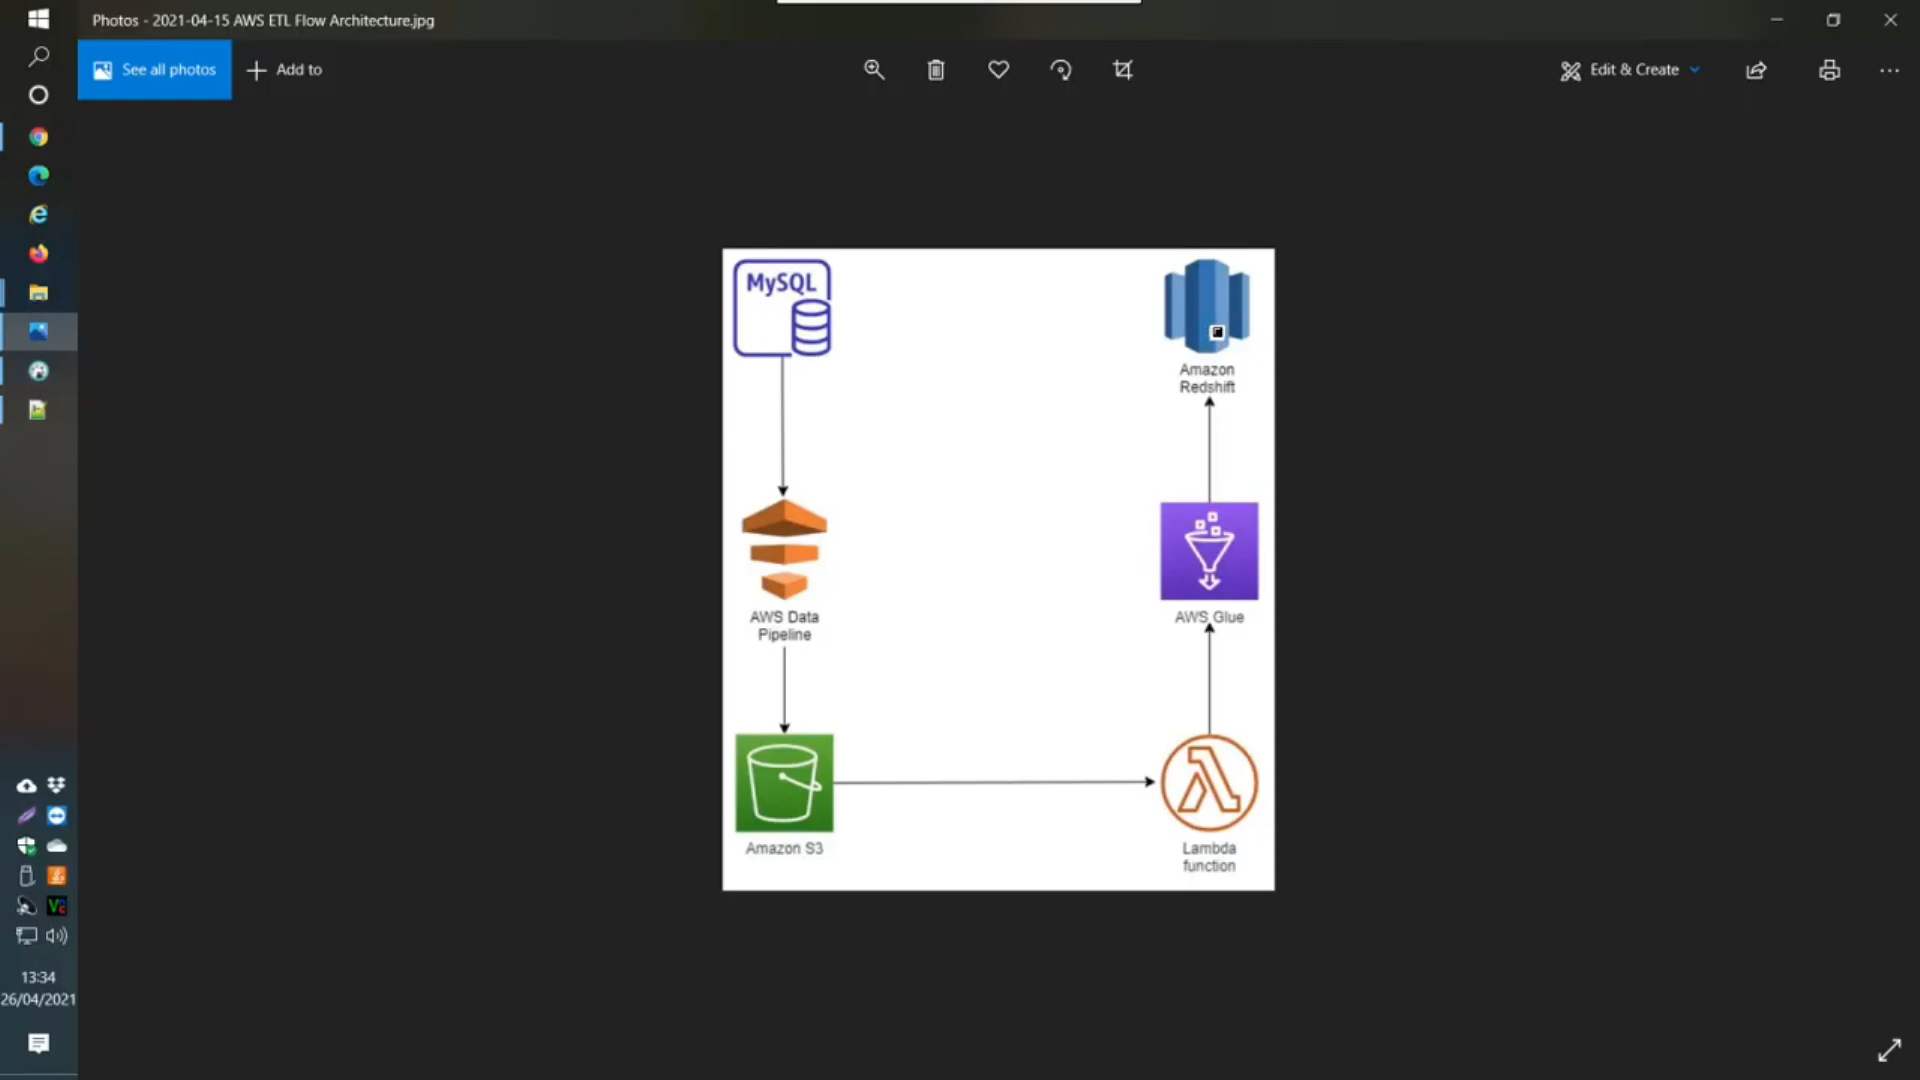 Photos - 2021-04-15 AWS ETL Flow Architecture.jpg
See all photos
Add to
Edit & Create
MySQL
Amazon
Redshift
AWS Data
Pipeline
AWS Glue
Amazon S3
Lambda
function
13:34
26/04/2021